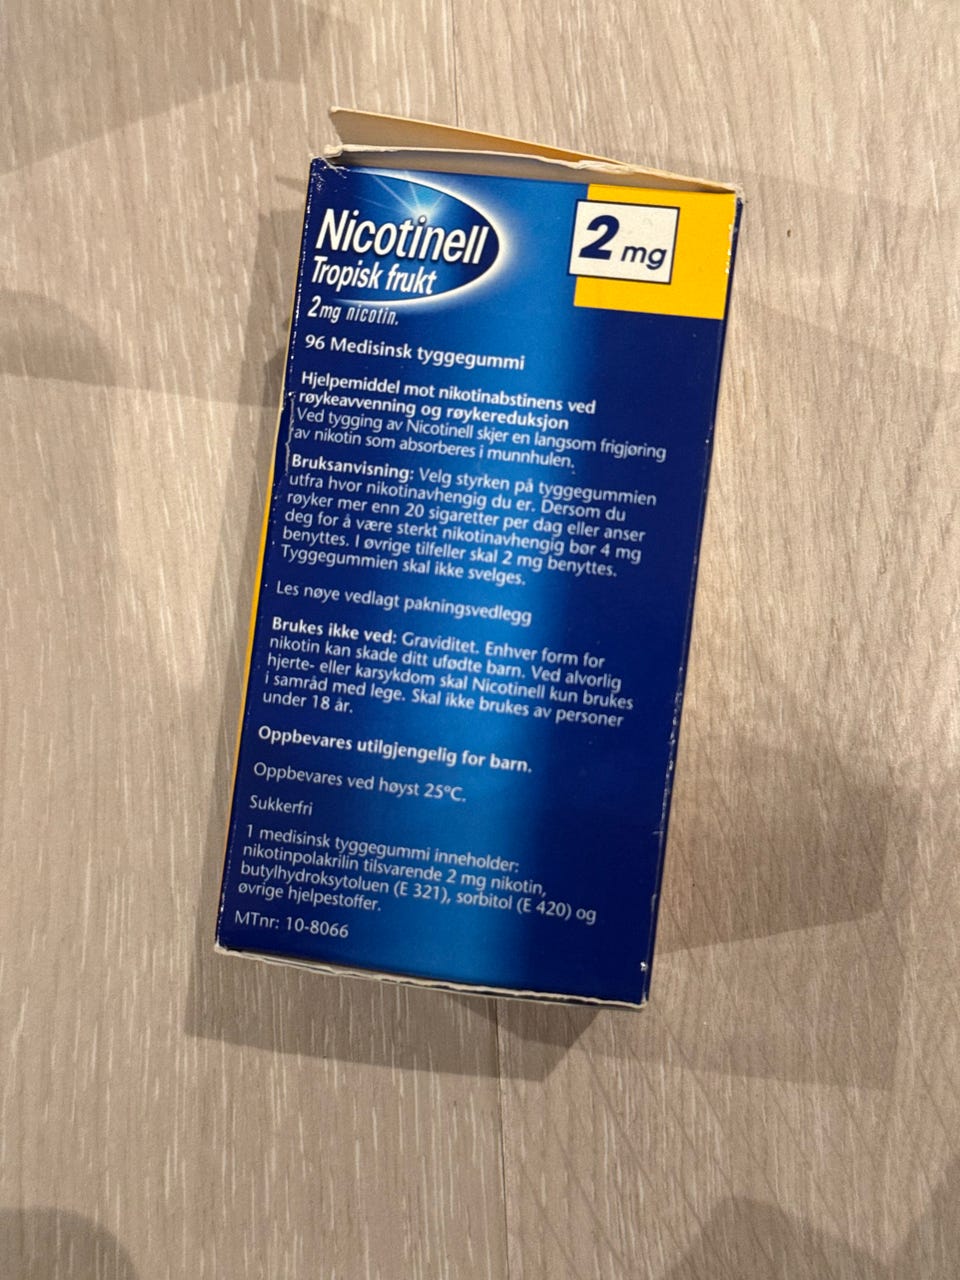 Nicotinell
Tropisk frukt
2mg nicotin.
2 mg
96 Medisinsk tyggegummi
Hjelpemiddel mot nikotinabstinens ved
røykeavvenning og røykereduksjon
Ved tygging av Nicotinell skjer en langsom frigjøring
av nikotin som absorberes i munnhulen.
Bruksanvisning: Velg styrken på tyggegummien
utfra hvor nikotinavhengig du er. Dersom du
røyker mer enn 20 sigaretter per dag eller anser
deg for å være sterkt nikotinavhengig bør 4 mg
benyttes. I øvrige tilfeller skal 2 mg benyttes.
Tyggegummien skal ikke svelges.
Les nøye vedlagt pakningsvedlegg
Brukes ikke ved: Graviditet. Enhver form for
nikotin kan skade ditt ufødte barn. Ved alvorlig
hjerte- eller karsykdom skal Nicotinell kun brukes
i samråd med lege. Skal ikke brukes av personer
under 18 år.
Oppbevares utilgjengelig for barn.
Oppbevares ved høyst 25°C.
Sukkerfri
1 medisinsk tyggegummi inneholder:
nikotinpolakrilin tilsvarende 2 mg nikotin,
butylhydroksytoluen (E 321), sorbitol (E 420) og
øvrige hjelpestoffer.
MTnr: 10-8066